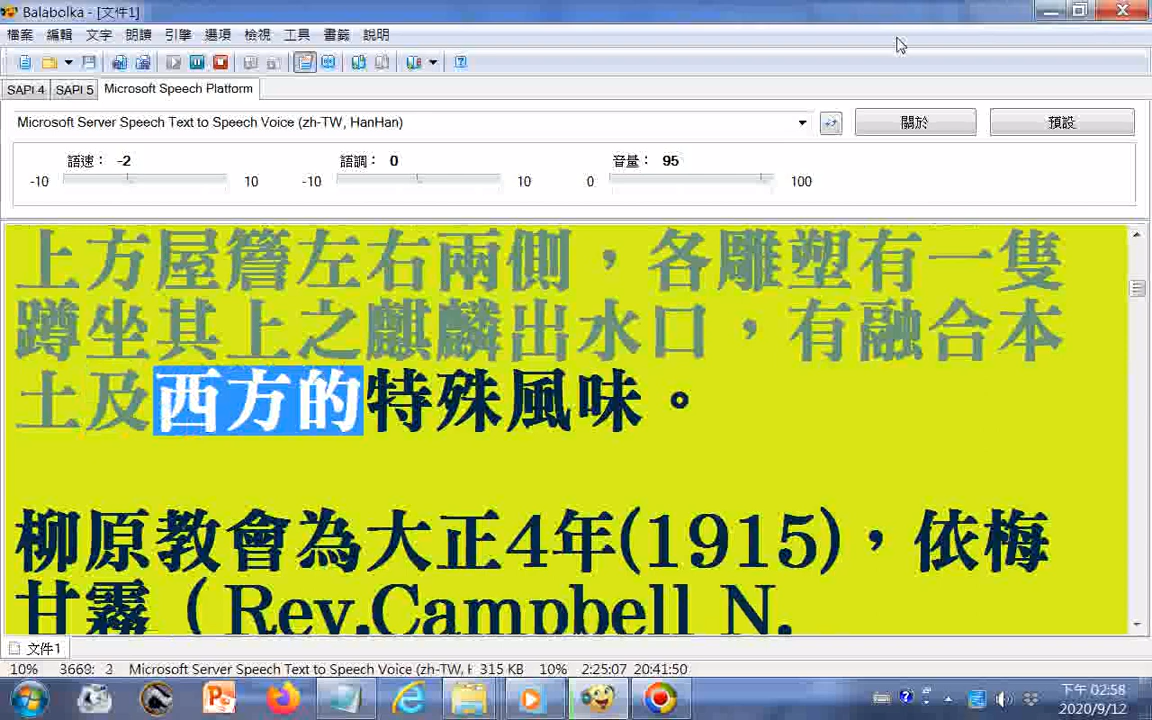 Balabolka - [文件1]
檔案 編輯 文字 朗讀 引擎 選項 檢視 工具 書籤 說明
SAPI 4 SAPI 5 Microsoft Speech Platform
Microsoft Server Speech Text to Speech Voice (zh-TW, HanHan) 關於 預設
語速： -2 語調： 0 音量： 95
-10 10 -10 10 0 100
上方屋簷左右兩側，各雕塑有一隻
蹲坐其上之麒麟出水口，有融合本
土及西方的特殊風味。
柳原教會為大正4年(1915)，依梅
甘霧（Rev.Campbell N.
文件1
10% 3669: Microsoft Server Speech Text to Speech Voice (zh-TW, 315 KB 10% 2:25:07 20:41:50
下午 02:58
2020/9/12